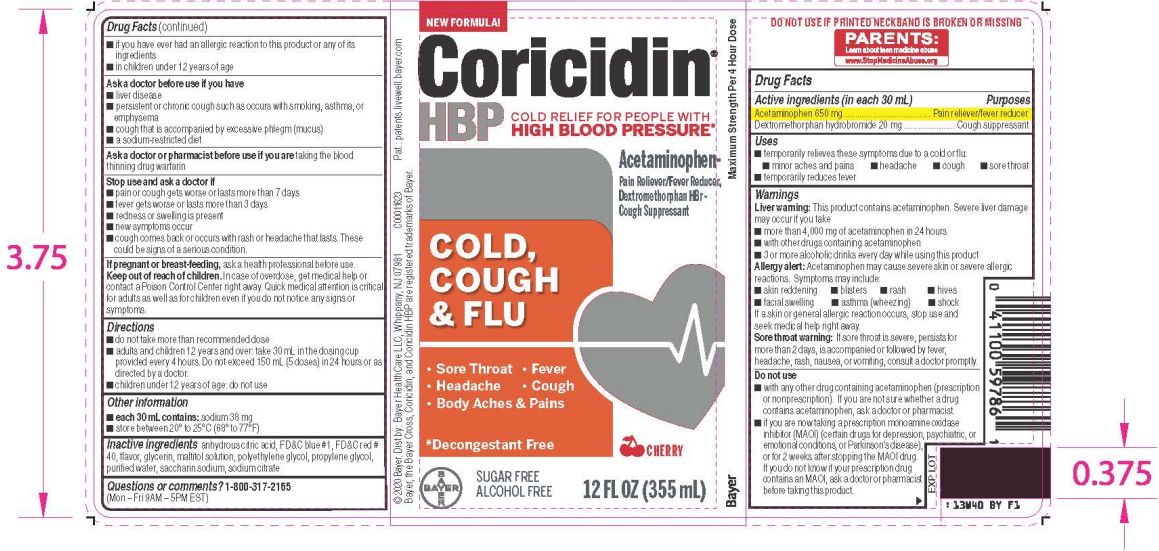 3.75
Drug Facts (continued)
■ if you have ever had an allergic reaction to this product or any of its
ingredients
■ in children under 12 years of age
Ask a doctor before use if you have
■ liver disease
■ persistent or chronic cough such as occurs with smoking, asthma, or
emphysema
■ cough that is accompanied by excessive phlegm (mucus)
■ a sodium-restricted diet
Ask a doctor or pharmacist before use if you are taking the blood
thinning drug warfarin
Stop use and ask a doctor if
■ pain or cough gets worse or lasts more than 7 days
■ fever gets worse or lasts more than 3 days
■ redness or swelling is present
■ new symptoms occur
■ cough comes back or occurs with rash or headache that lasts. These
could be signs of a serious condition.
If pregnant or breast-feeding, ask a health professional before use.
Keep out of reach of children. In case of overdose, get medical help or
contact a Poison Control Center right away. Quick medical attention is critical
for adults as well as for children even if you do not notice any signs or
symptoms.
Directions
■ do not take more than recommended dose
■ adults and children 12 years and over: take 30 mL in the dosing cup
provided every 4 hours. Do not exceed 150 mL (5 doses) in 24 hours or as
directed by a doctor.
■ children under 12 years of age: do not use
Other information
■ each 30 mL contains: sodium 38 mg
■ store between 20° to 25°C (68° to 77°F)
Inactive ingredients anhydrous citric acid, FD&C blue #1, FD&C red #
40, flavor, glycerin, maltitol solution, polyethylene glycol, propylene glycol,
purified water, saccharin sodium, sodium citrate
Questions or comments? 1-800-317-2165
(Mon – Fri 9AM – 5PM EST)
© 2020 Bayer. Dist by: Bayer HealthCare LLC, Whippany, NJ 07981 C0001623 Pat.: patents.livewell.bayer.com
Bayer, the Bayer Cross, Coricidin, and Coricidin HBP are registered trademarks of Bayer.
NEW FORMULA!
Coricidin®
HBP
COLD RELIEF FOR PEOPLE WITH
HIGH BLOOD PRESSURE*
Acetaminophen-
Pain Reliever/Fever Reducer,
Dextromethorphan HBr -
Cough Suppressant
COLD,
COUGH
& FLU
• Sore Throat • Fever
• Headache • Cough
• Body Aches & Pains
*Decongestant Free
CHERRY
BAYER
BAYER
SUGAR FREE
ALCOHOL FREE
12 FL OZ (355 mL)
Bayer
Maximum Strength Per 4 Hour Dose
DO NOT USE IF PRINTED NECKBAND IS BROKEN OR MISSING
PARENTS:
Learn about teen medicine abuse
www.StopMedicineAbuse.org
Drug Facts
Active ingredients (in each 30 mL) Purposes
Acetaminophen 650 mg.................................... Pain reliever/fever reducer
Dextromethorphan hydrobromide 20 mg .................... Cough suppressant
Uses
■ temporarily relieves these symptoms due to a cold or flu:
■ minor aches and pains ■ headache ■ cough ■ sore throat
■ temporarily reduces fever
Warnings
Liver warning: This product contains acetaminophen. Severe liver damage
may occur if you take
■ more than 4,000 mg of acetaminophen in 24 hours
■ with other drugs containing acetaminophen
■ 3 or more alcoholic drinks every day while using this product
Allergy alert: Acetaminophen may cause severe skin or severe allergic
reactions. Symptoms may include:
■ skin reddening ■ blisters ■ rash ■ hives
■ facial swelling ■ asthma (wheezing) ■ shock
If a skin or general allergic reaction occurs, stop use and
seek medical help right away.
Sore throat warning: If sore throat is severe, persists for
more than 2 days, is accompanied or followed by fever,
headache, rash, nausea, or vomiting, consult a doctor promptly.
Do not use
■ with any other drug containing acetaminophen (prescription
or nonprescription). If you are not sure whether a drug
contains acetaminophen, ask a doctor or pharmacist.
■ if you are now taking a prescription monoamine oxidase
inhibitor (MAOI) (certain drugs for depression, psychiatric, or
emotional conditions, or Parkinson's disease),
or for 2 weeks after stopping the MAOI drug.
If you do not know if your prescription drug
contains an MAOI, ask a doctor or pharmacist
before taking this product.
0 41100 59786 1
EXP. LOT
: 13W40 BY F1
0.375